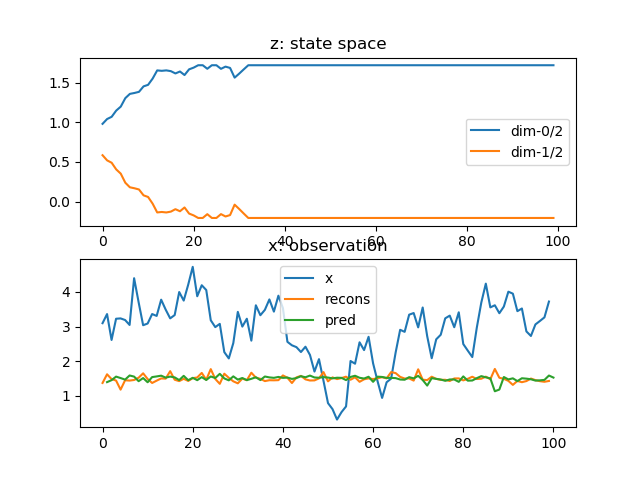 z: state space
1.5
1.0
0.5
0.0
dim-0/2
dim-1/2
0 20 40 60 80 100
x: observation
4
3
2
1
x
recons
pred
0 20 40 60 80 100